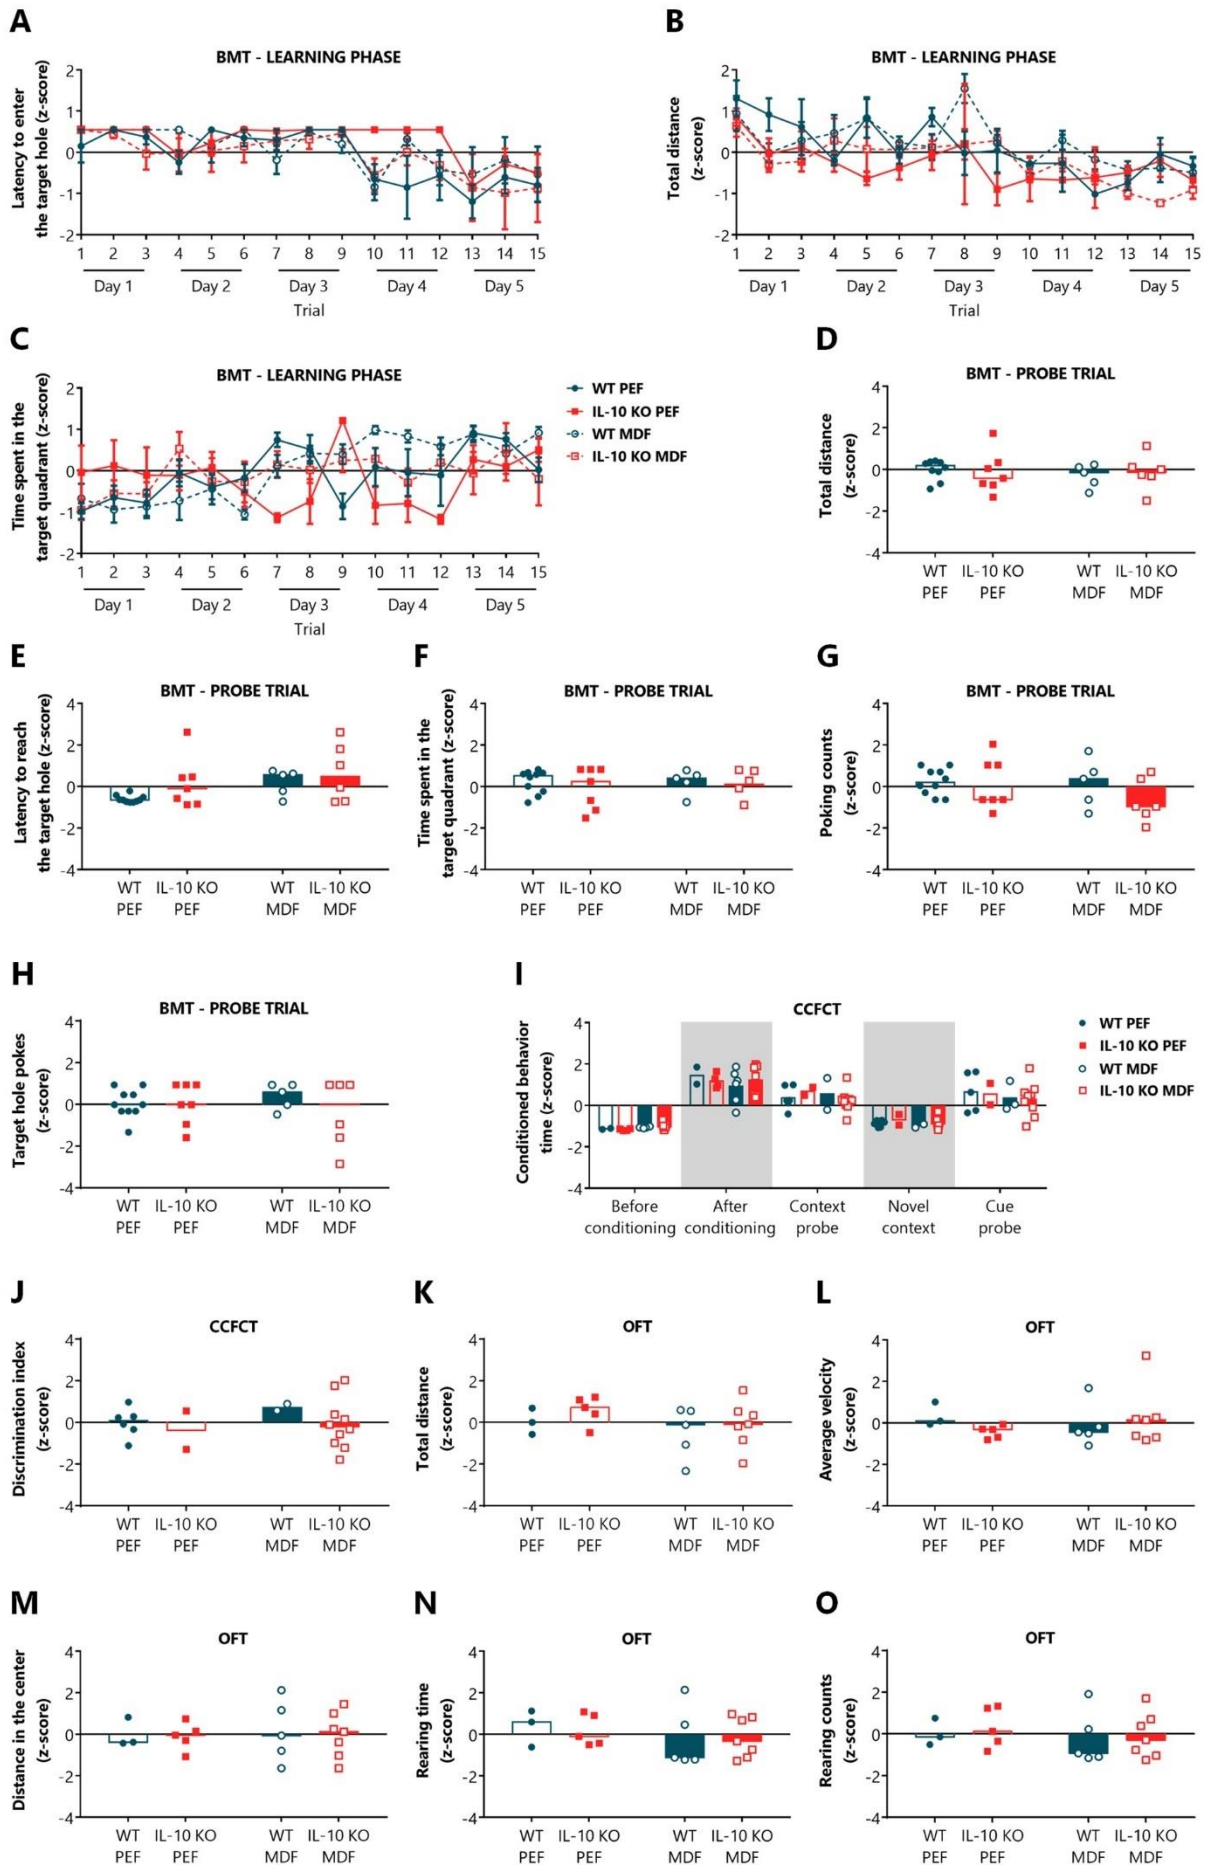 A
BMT - LEARNING PHASE
Latency to enter
the target hole (z-score)
2
1
0
-1
-2
1 2 3 4 5 6 7 8 9 10 11 12 13 14 15
Day 1 Day 2 Day 3 Day 4 Day 5
Trial
B
BMT - LEARNING PHASE
Total distance
(z-score)
2
1
0
-1
-2
1 2 3 4 5 6 7 8 9 10 11 12 13 14 15
Day 1 Day 2 Day 3 Day 4 Day 5
Trial
C
BMT - LEARNING PHASE
Time spent in the
target quadrant (z-score)
2
1
0
-1
-2
1 2 3 4 5 6 7 8 9 10 11 12 13 14 15
Day 1 Day 2 Day 3 Day 4 Day 5
Trial
WT PEF
IL-10 KO PEF
WT MDF
IL-10 KO MDF
D
BMT - PROBE TRIAL
Total distance
(z-score)
4
2
0
-2
-4
WT IL-10 KO WT IL-10 KO
PEF PEF MDF MDF
E
BMT - PROBE TRIAL
Latency to reach
the target hole (z-score)
4
2
0
-2
-4
WT IL-10 KO WT IL-10 KO
PEF PEF MDF MDF
F
BMT - PROBE TRIAL
Time spent in the
target quadrant (z-score)
4
2
0
-2
-4
WT IL-10 KO WT IL-10 KO
PEF PEF MDF MDF
G
BMT - PROBE TRIAL
Poking counts
(z-score)
4
2
0
-2
-4
WT IL-10 KO WT IL-10 KO
PEF PEF MDF MDF
H
BMT - PROBE TRIAL
Target hole pokes
(z-score)
4
2
0
-2
-4
WT IL-10 KO WT IL-10 KO
PEF PEF MDF MDF
I
CCFCT
Conditioned behavior
time (z-score)
4
2
0
-2
-4
Before After Context Novel Cue
conditioning conditioning probe context probe
WT PEF
IL-10 KO PEF
WT MDF
IL-10 KO MDF
J
CCFCT
Discrimination index
(z-score)
4
2
0
-2
-4
WT IL-10 KO WT IL-10 KO
PEF PEF MDF MDF
K
OFT
Total distance
(z-score)
4
2
0
-2
-4
WT IL-10 KO WT IL-10 KO
PEF PEF MDF MDF
L
OFT
Average velocity
(z-score)
4
2
0
-2
-4
WT IL-10 KO WT IL-10 KO
PEF PEF MDF MDF
M
OFT
Distance in the center
(z-score)
4
2
0
-2
-4
WT IL-10 KO WT IL-10 KO
PEF PEF MDF MDF
N
OFT
Rearing time
(z-score)
4
2
0
-2
-4
WT IL-10 KO WT IL-10 KO
PEF PEF MDF MDF
O
OFT
Rearing counts
(z-score)
4
2
0
-2
-4
WT IL-10 KO WT IL-10 KO
PEF PEF MDF MDF